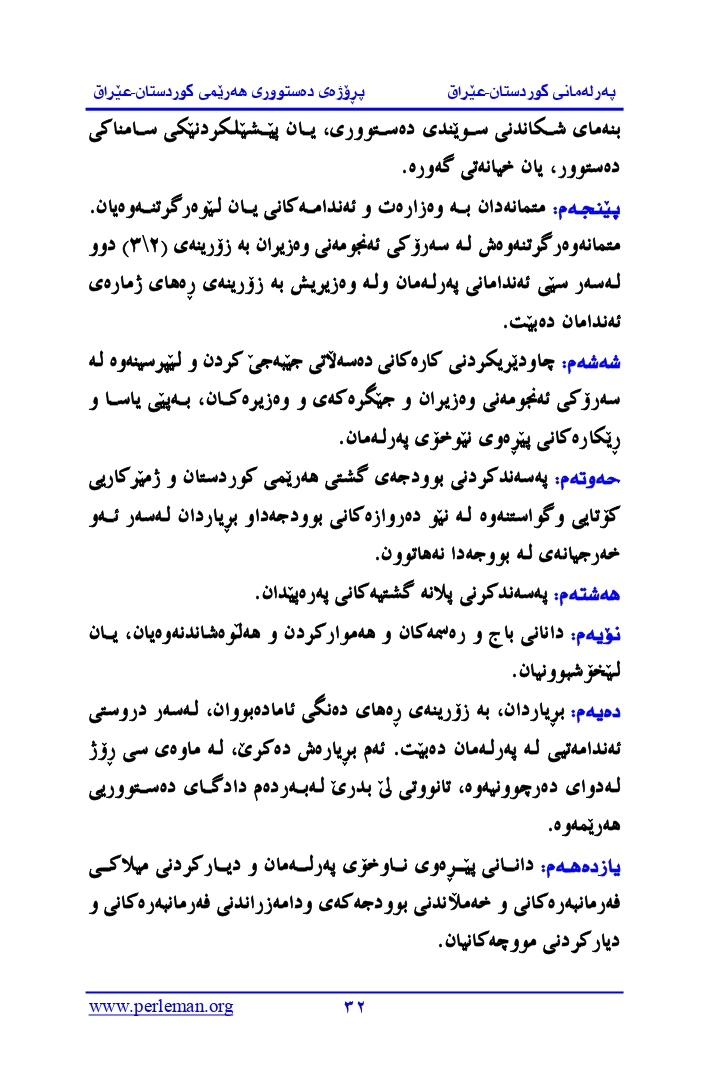 پەرلەمانی کوردستان-عێراق پڕۆژەی دەستووری هەرێمی کوردستان-عێراق
بنەمای شکاندنی سوێندی دەستووری، یان پێشێلکردنێکی سامناکی
دەستوور، یان خیانەتی گەورە.
پێنجەم: متمانەدان بە وەزارەت و ئەندامەکانی یان لێوەرگرتنەوەیان.
متمانەوەرگرتنەوەش لە سەرۆکی ئەنجومەنی وەزیران بە زۆرینەی (٢\٣) دوو
لەسەر سێی ئەندامانی پەرلەمان ولە وەزیریش بە زۆرینەی ڕەهای ژمارەی
ئەندامان دەبێت.
شەشەم: چاودێریکردنی کارەکانی دەسەڵاتی جێبەجێ کردن و لێپرسینەوە لە
سەرۆکی ئەنجومەنی وەزیران و جێگرەکەی و وەزیرەکان، بەپێی یاسا و
ڕێکارەکانی پێڕەوی نێوخۆی پەرلەمان.
حەوتەم: پەسەندکردنی بوودجەی گشتی هەرێمی کوردستان و ژمێرکاریی
کۆتایی وگواستنەوە لە نێو دەروازەکانی بوودجەداو بڕیاردان لەسەر ئەو
خەرجیانەی لە بووجەدا نەهاتوون.
هەشتەم: پەسەندکرنی پلانە گشتیەکانی پەرەپێدان.
نۆیەم: دانانی باج و رەسمەکان و هەموارکردن و هەڵوەشاندنەوەیان، یان
لێخۆشبوونیان.
دەیەم: بڕیاردان، بە زۆرینەی ڕەهای دەنگی ئامادەبووان، لەسەر دروستی
ئەندامەتیی لە پەرلەمان دەبێت. ئەم بڕیارەش دەکرێ، لە ماوەی سی ڕۆژ
لەدوای دەرچوونیەوە، تانووتی لێ بدرێ لەبەردەم دادگای دەستووریی
هەرێمەوە.
یازدەهەم: دانانی پێڕەوی ناوخۆی پەرلەمان و دیارکردنی میلاکی
فەرمانبەرەکانی و خەمڵاندنی بوودجەکەی ودامەزراندنی فەرمانبەرەکانی و
دیارکردنی مووچەکانیان.
www.perleman.org ٣٢